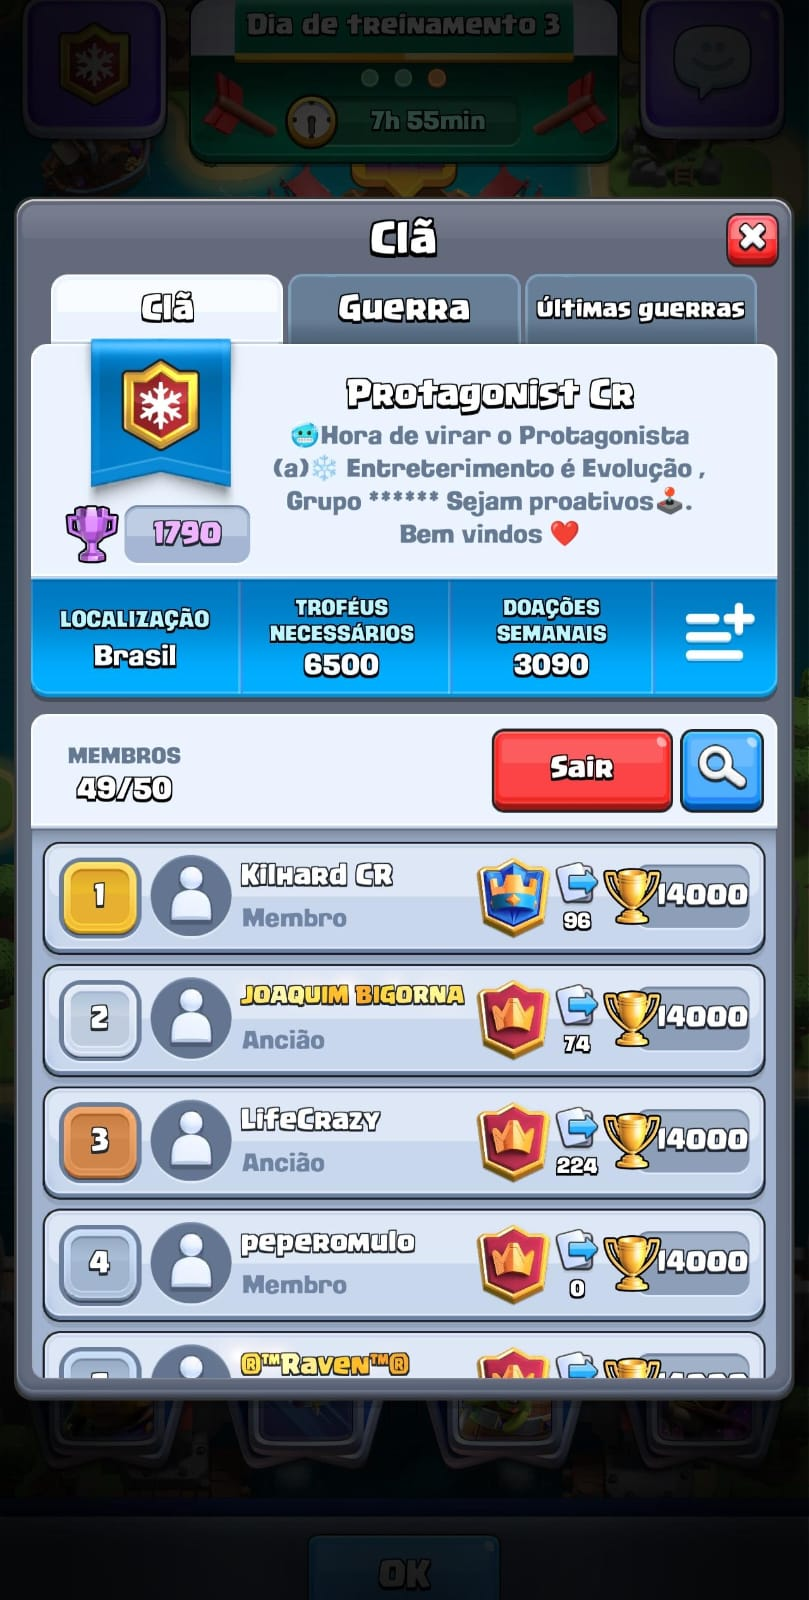 Dia de treinamento 3
7h 55min
Clã
Clã
Guerra
Últimas guerras
Protagonist Cr
🥶Hora de virar o Protagonista
(a)❄️ Entreterimento é Evolução ,
Grupo ****** Sejam proativos🕹️.
Bem vindos ❤️
1790
LOCALIZAÇÃO
Brasil
TROFÉUS
NECESSÁRIOS
6500
DOAÇÕES
SEMANAIS
3090
MEMBROS
49/50
Sair
1
Kilhard CR
Membro
96
14000
2
JOAQUIM BIGORNA
Ancião
74
14000
3
LifeCrazy
Ancião
224
14000
4
peperomulo
Membro
0
14000
®™Raven™®
OK